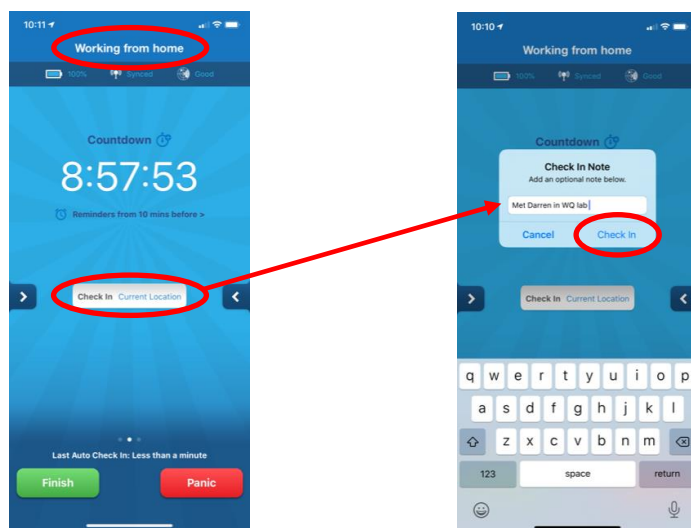 10:11
Working from home
100% Synced Good
Countdown
8:57:53
Reminders from 10 mins before >
Check In Current Location
Last Auto Check In: Less than a minute
Finish Panic
10:10
Working from home
100% Synced Good
Countdown
Check In Note
Add an optional note below.
Met Darren in WQ lab
Cancel Check In
Check In Current Location
q w e r t y u i o p
a s d f g h j k l
z x c v b n m
123 space return